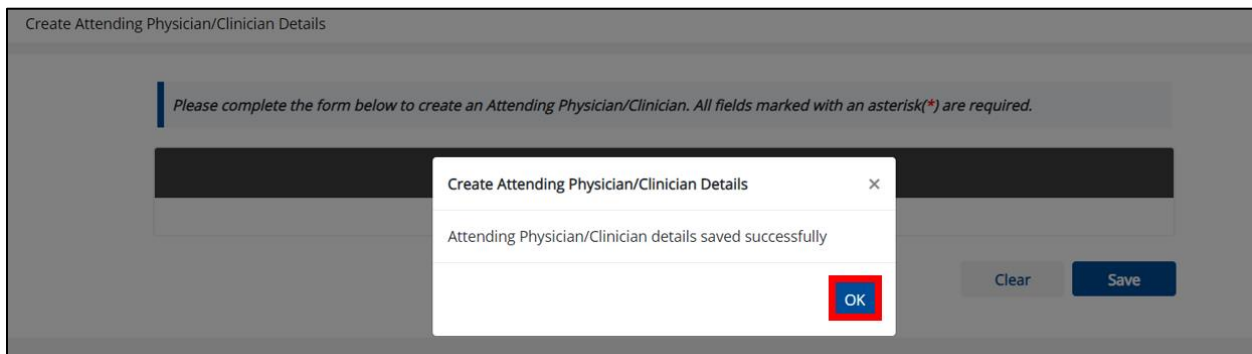 Create Attending Physician/Clinician Details
Please complete the form below to create an Attending Physician/Clinician. All fields marked with an asterisk(*) are required.
Create Attending Physician/Clinician Details ×
Attending Physician/Clinician details saved successfully
OK
Clear Save